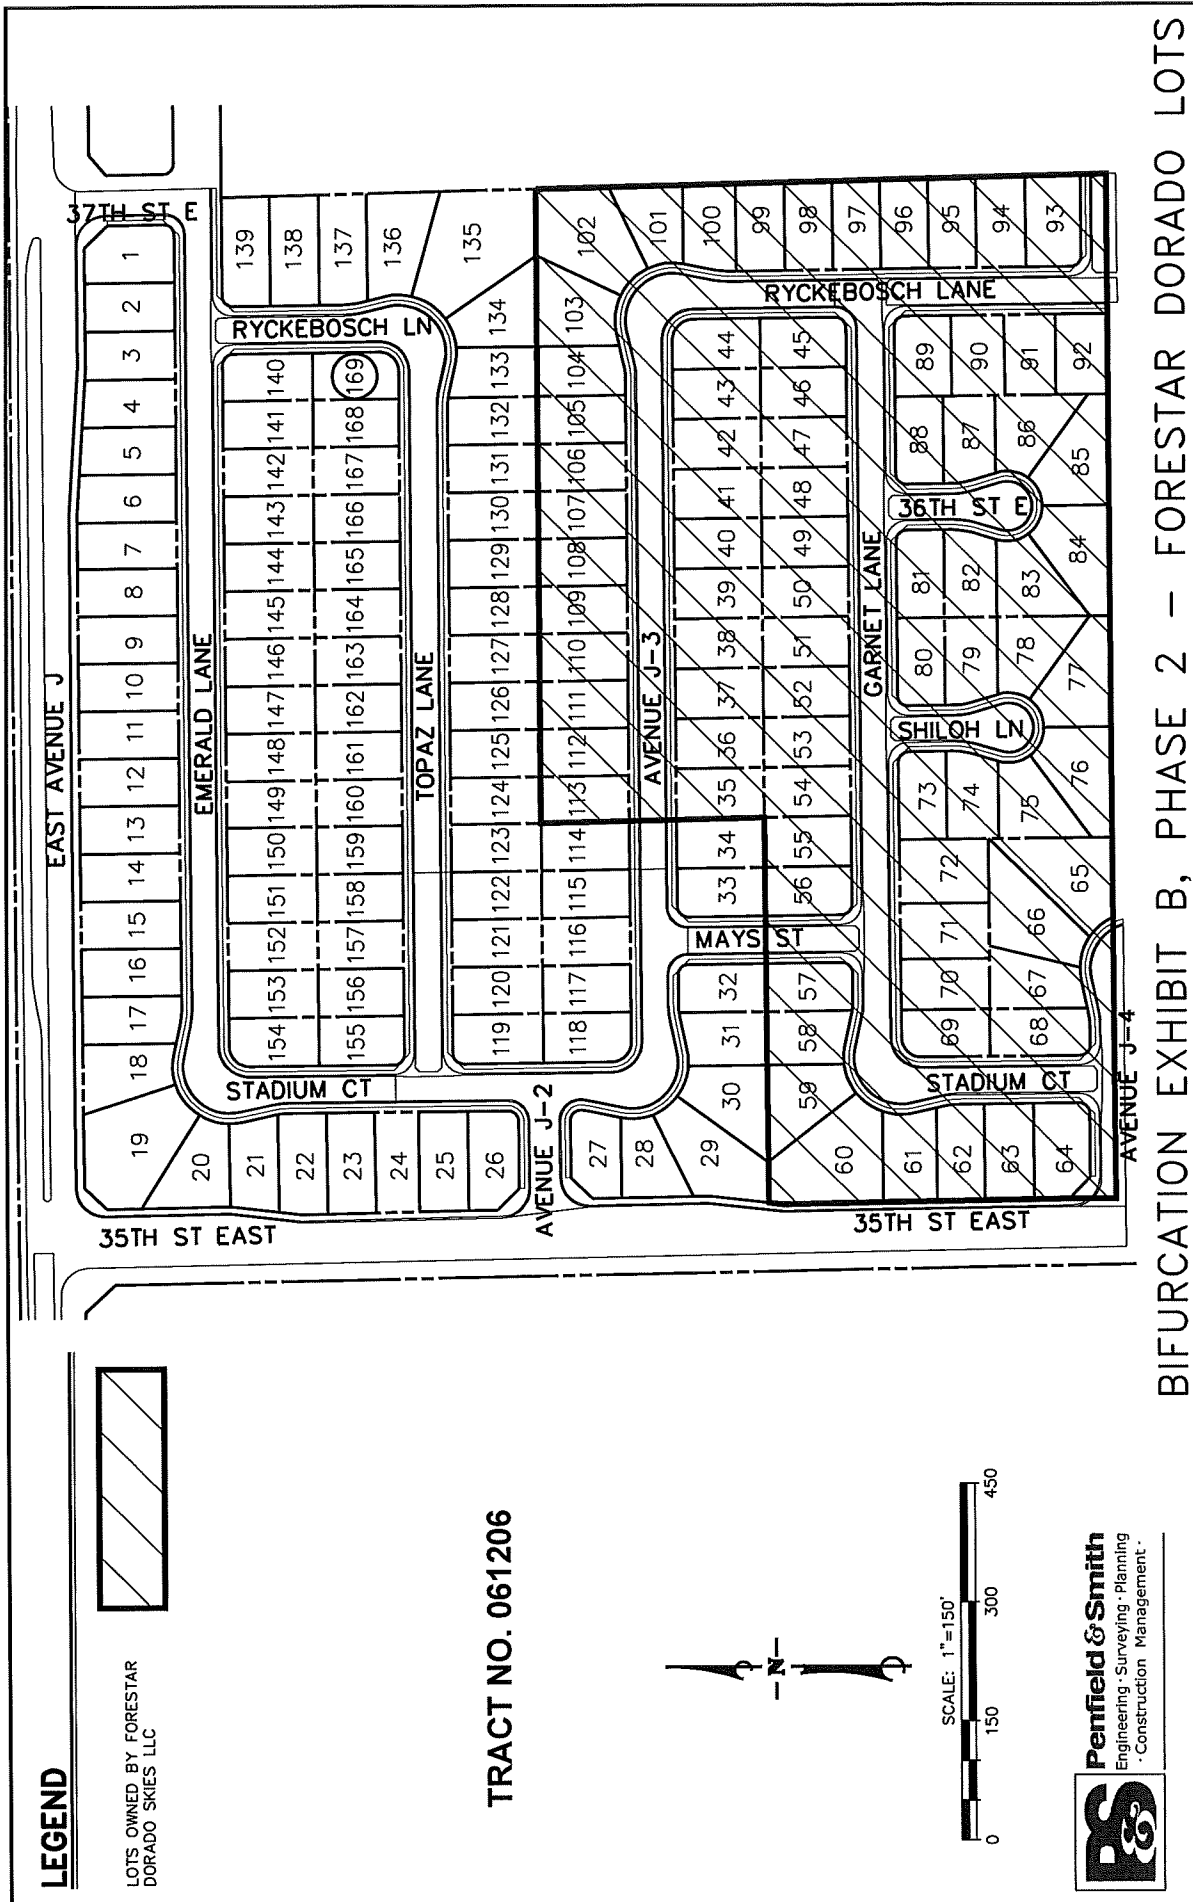 LEGEND
LOTS OWNED BY FORESTAR
DORADO SKIES LLC
TRACT NO. 061206
-N-
SCALE: 1"=150'
0 150 300 450
Penfield & Smith
Engineering · Surveying · Planning
· Construction Management ·
P&S
EAST AVENUE J
37TH ST E
19 18 17 16 15 14 13 12 11 10 9 8 7 6 5 4 3 2 1
EMERALD LANE
20 21 22 23 24 25 26
STADIUM CT
154 153 152 151 150 149 148 147 146 145 144 143 142 141 140
155 156 157 158 159 160 161 162 163 164 165 166 167 168 169
RYCKEBOSCH LN
139
138
137
136
135
TOPAZ LANE
119 120 121 122 123 124 125 126 127 128 129 130 131 132 133 134
118 117 116 115 114 113 112 111 110 109 108 107 106 105 104 103 102
35TH ST EAST
AVENUE J-2
AVENUE J-3
27 28 29
30 31 32
MAYS ST
33 34 35 36 37 38 39 40 41 42 43 44
56 55 54 53 52 51 50 49 48 47 46 45
101
100
99
98
97
96
95
94
93
RYCKEBOSCH LANE
59 58 57
GARNET LANE
60
61
62
63
64
STADIUM CT
69 70 71 72
68 67 66 65
73
74
75
76
SHILOH LN
80
79
78
77
81
82
83
84
36TH ST E
88
87
86
85
89
90
91
92
35TH ST EAST
AVENUE J-4
BIFURCATION EXHIBIT B, PHASE 2 - FORESTAR DORADO LOTS